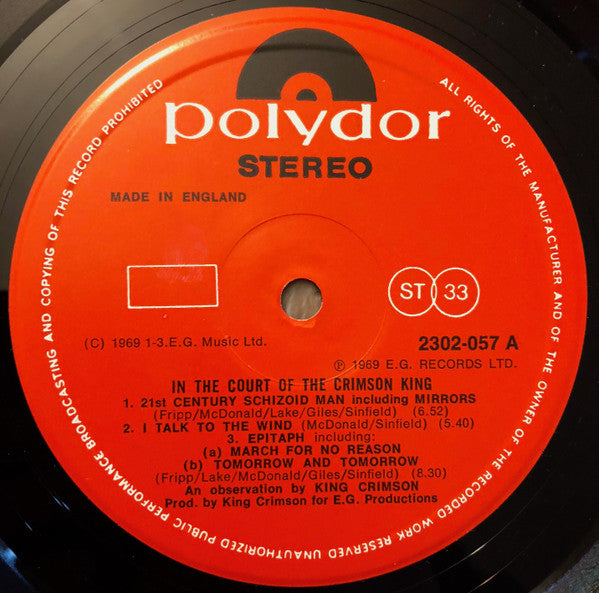 polydor
STEREO
MADE IN ENGLAND
ST 33
(C) 1969 1-3.E.G. Music Ltd.
2302-057 A
℗ 1969 E.G. RECORDS LTD.
IN THE COURT OF THE CRIMSON KING
1. 21st CENTURY SCHIZOID MAN including MIRRORS
(Fripp/McDonald/Lake/Giles/Sinfield) (6.52)
2. I TALK TO THE WIND (McDonald/Sinfield) (5.40)
3. EPITAPH including:
(a) MARCH FOR NO REASON
(b) TOMORROW AND TOMORROW
(Fripp/Lake/McDonald/Giles/Sinfield) (8.30)
An observation by KING CRIMSON
Prod. by King Crimson for E.G. Productions
ALL RIGHTS OF THE MANUFACTURER AND OF THE OWNER OF THE RECORDED WORK RESERVED UNAUTHORIZED PUBLIC PERFORMANCE BROADCASTING AND COPYING OF THIS RECORD PROHIBITED